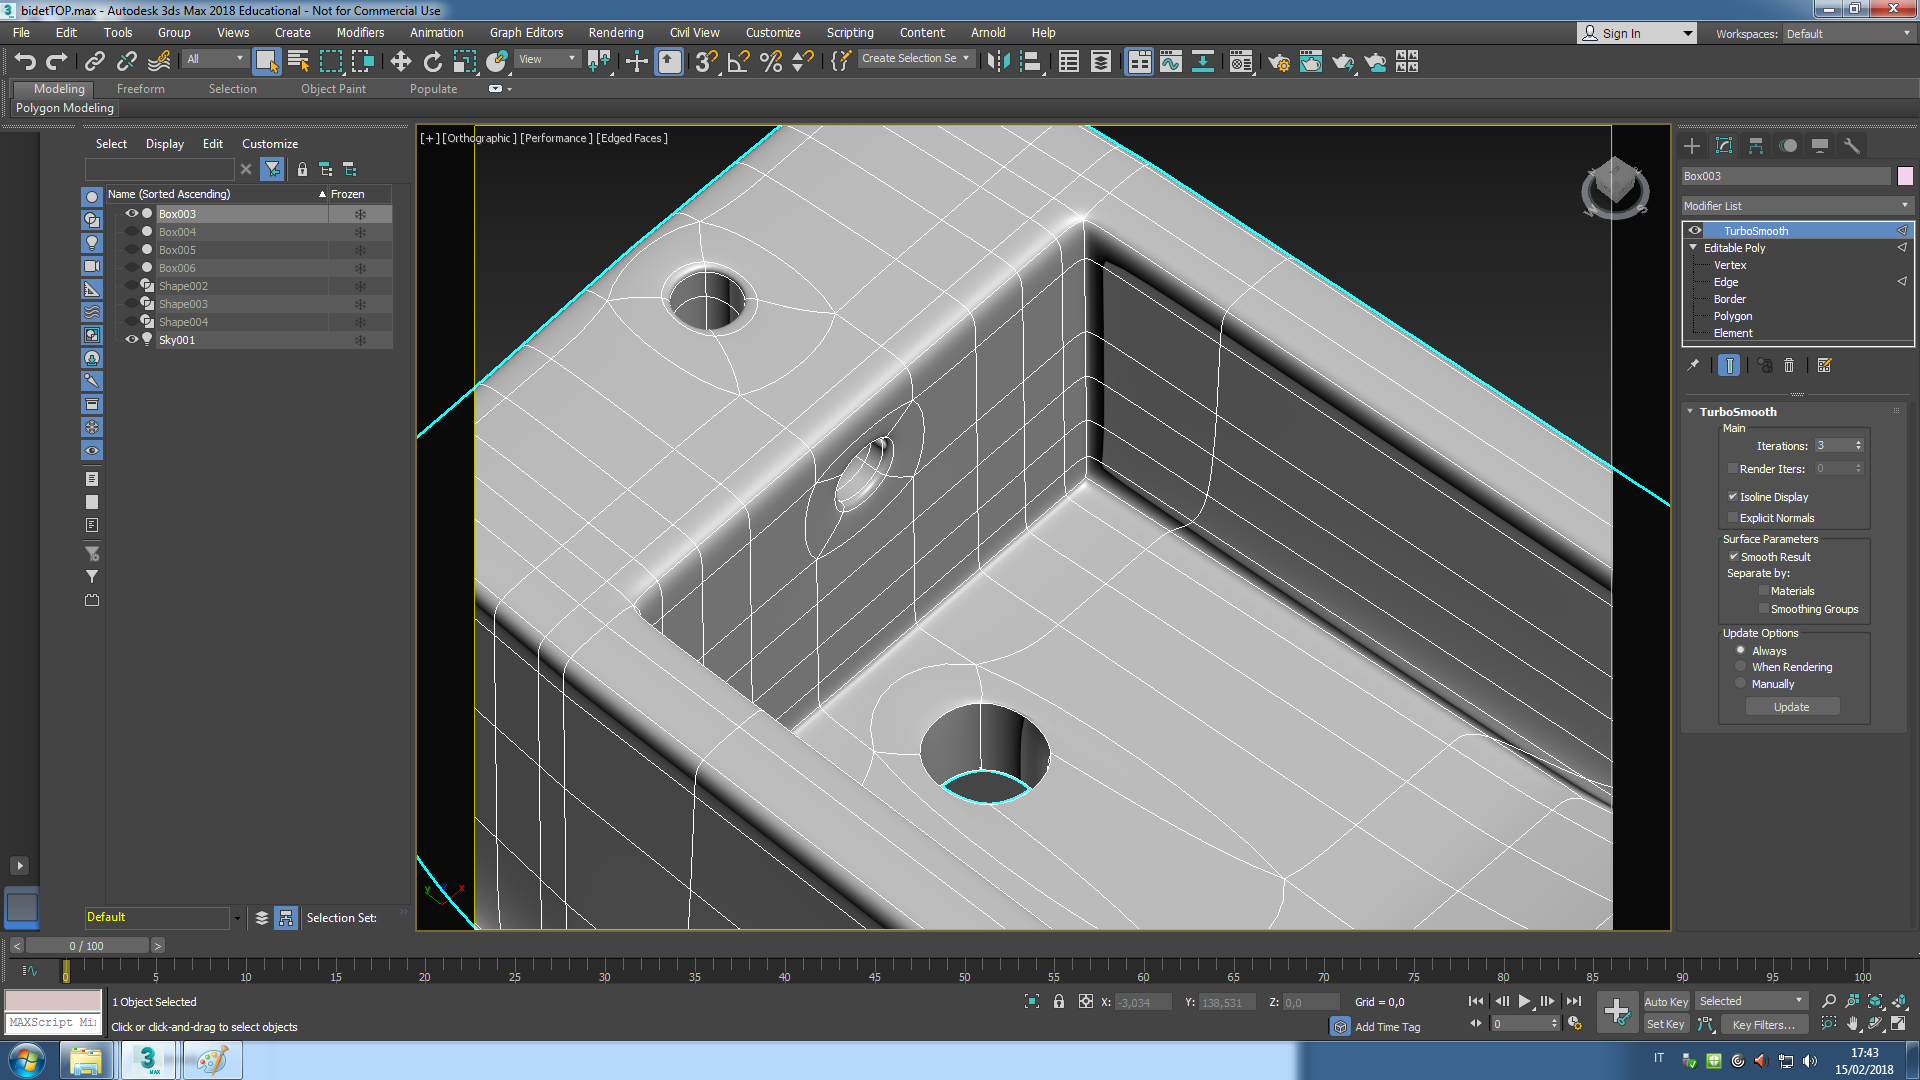 bidetTOP.max - Autodesk 3ds Max 2018 Educational - Not for Commercial Use
File Edit Tools Group Views Create Modifiers Animation Graph Editors Rendering Civil View Customize Scripting Content Arnold Help
Sign In
Workspaces: Default
All
View
Create Selection Se
Modeling Freeform Selection Object Paint Populate
Polygon Modeling
Select Display Edit Customize
Name (Sorted Ascending) Frozen
Box003
Box004
Box005
Box006
Shape002
Shape003
Shape004
Sky001
[+] [Orthographic] [Performance] [Edged Faces]
Box003
Modifier List
TurboSmooth
Editable Poly
Vertex
Edge
Border
Polygon
Element
TurboSmooth
Main
Iterations: 3
Render Iters: 0
Isoline Display
Explicit Normals
Surface Parameters
Smooth Result
Separate by:
Materials
Smoothing Groups
Update Options
Always
When Rendering
Manually
Update
Default
Selection Set:
< 0 / 100 >
0 5 10 15 20 25 30 35 40 45 50 55 60 65 70 75 80 85 90 95 100
1 Object Selected
X: -3,034 Y: 138,531 Z: 0,0 Grid = 0,0
Auto Key Selected
MAXScript Mi
Click or click-and-drag to select objects
Add Time Tag
0
Set Key Key Filters...
3
MAX
IT
17:43
15/02/2018